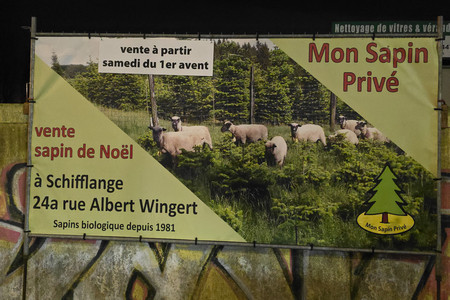 Nettoyage de vitres & vér
vente à partir
samedi du 1er avent
Mon Sapin
Privé
vente
sapin de Noël
à Schifflange
24a rue Albert Wingert
Sapins biologique depuis 1981
Mon Sapin Privé